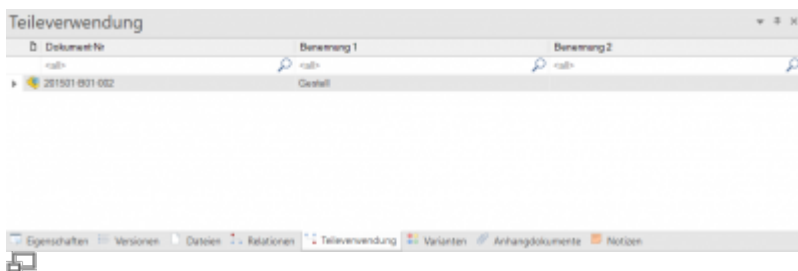 Teileverwendung
Dokument Nr Benennung 1 Benennung 2
<all> <all> <all>
201501-B01-002 Gestell
Eigenschaften Versionen Dateien Relationen Teileverwendung Varianten Anhangdokumente Notizen